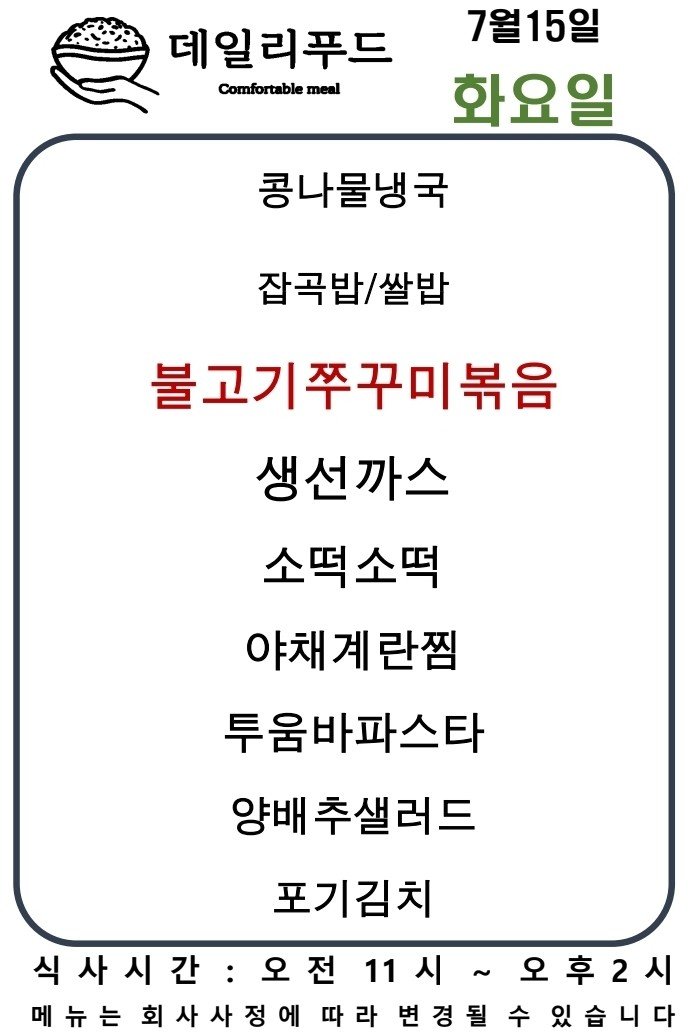 데일리푸드
Comfortable meal
7월15일
화요일
콩나물냉국
잡곡밥/쌀밥
불고기쭈꾸미볶음
생선까스
소떡소떡
야채계란찜
투움바파스타
양배추샐러드
포기김치
식사시간 : 오전 11시 ~ 오후2시
메뉴는 회사사정에 따라 변경될 수 있습니다